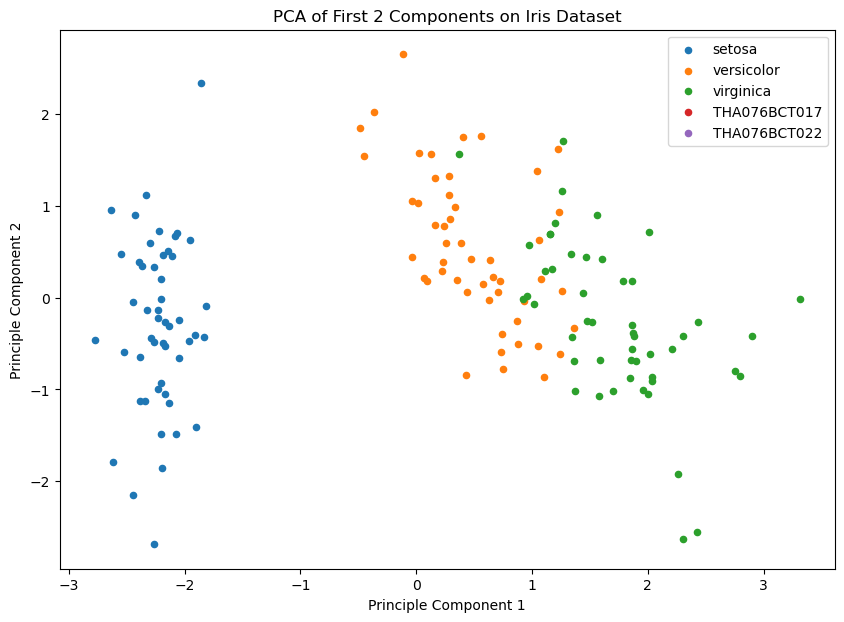 PCA of First 2 Components on Iris Dataset
setosa
versicolor
virginica
THA076BCT017
THA076BCT022
Principle Component 2
2
1
0
−1
−2
−3
−2
−1
0
1
2
3
Principle Component 1